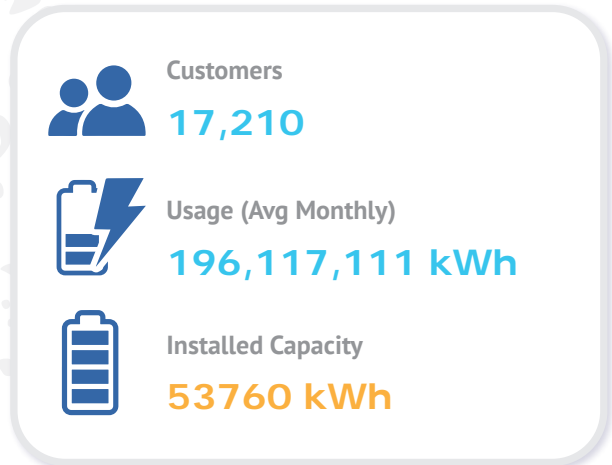 Customers
17,210
Usage (Avg Monthly)
196,117,111 kWh
Installed Capacity
53760 kWh